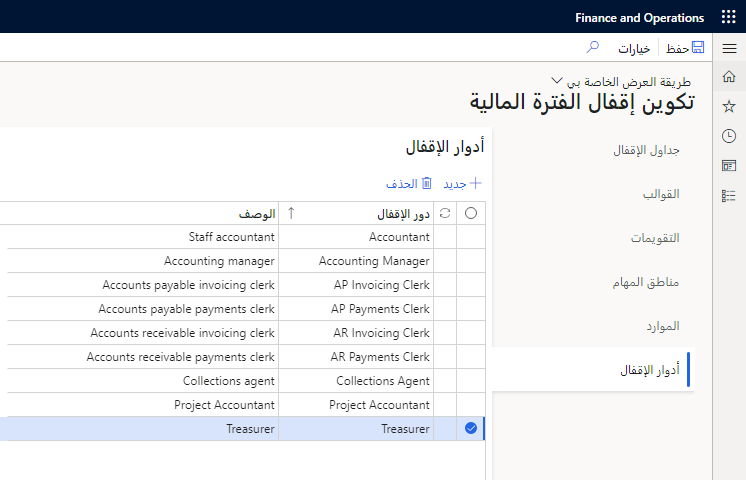 Finance and Operations
حفظ خيارات
طريقة العرض الخاصة بي
تكوين إقفال الفترة المالية
جداول الإقفال
القوالب
التقويمات
مناطق المهام
الموارد
أدوار الإقفال
أدوار الإقفال
جديد الحذف
دور الإقفال الوصف
Accountant Staff accountant
Accounting Manager Accounting manager
AP Invoicing Clerk Accounts payable invoicing clerk
AP Payments Clerk Accounts payable payments clerk
AR Invoicing Clerk Accounts receivable invoicing clerk
AR Payments Clerk Accounts receivable payments clerk
Collections Agent Collections agent
Project Accountant Project Accountant
Treasurer Treasurer